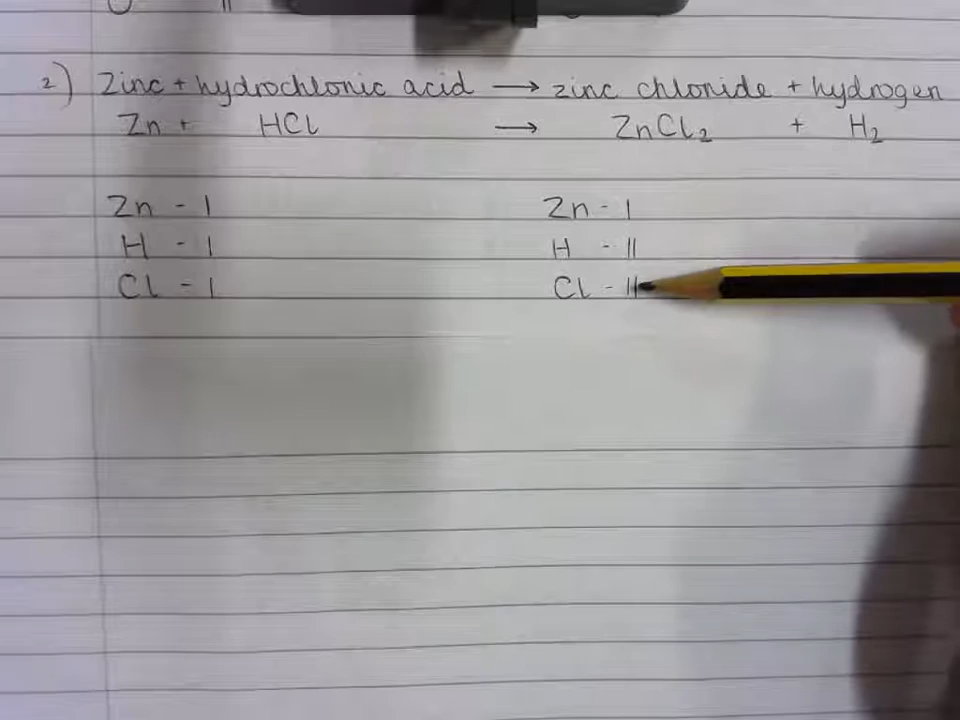 2) Zinc + hydrochloric acid → zinc chloride + hydrogen
Zn + HCl → ZnCl₂ + H₂
Zn - 1 Zn - 1
H - 1 H - 11
Cl - 1 Cl - 11